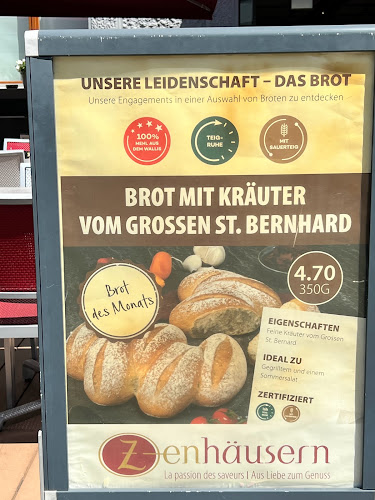 UNSERE LEIDENSCHAFT – DAS BROT
Unsere Engagements in einer Auswahl von Broten zu entdecken
100%
MEHL AUS DEM WALLIS
TEIG-
RUHE
MIT
SAUERTEIG
BROT MIT KRÄUTER
VOM GROSSEN ST. BERNHARD
Brot
des Monats
4.70
350G
EIGENSCHAFTEN
Feine Kräuter vom Grossen
St. Bernard
IDEAL ZU
Gegrilltem und einem
Sommersalat
ZERTIFIZIERT
Zenhäusern
La passion des saveurs | Aus Liebe zum Genuss